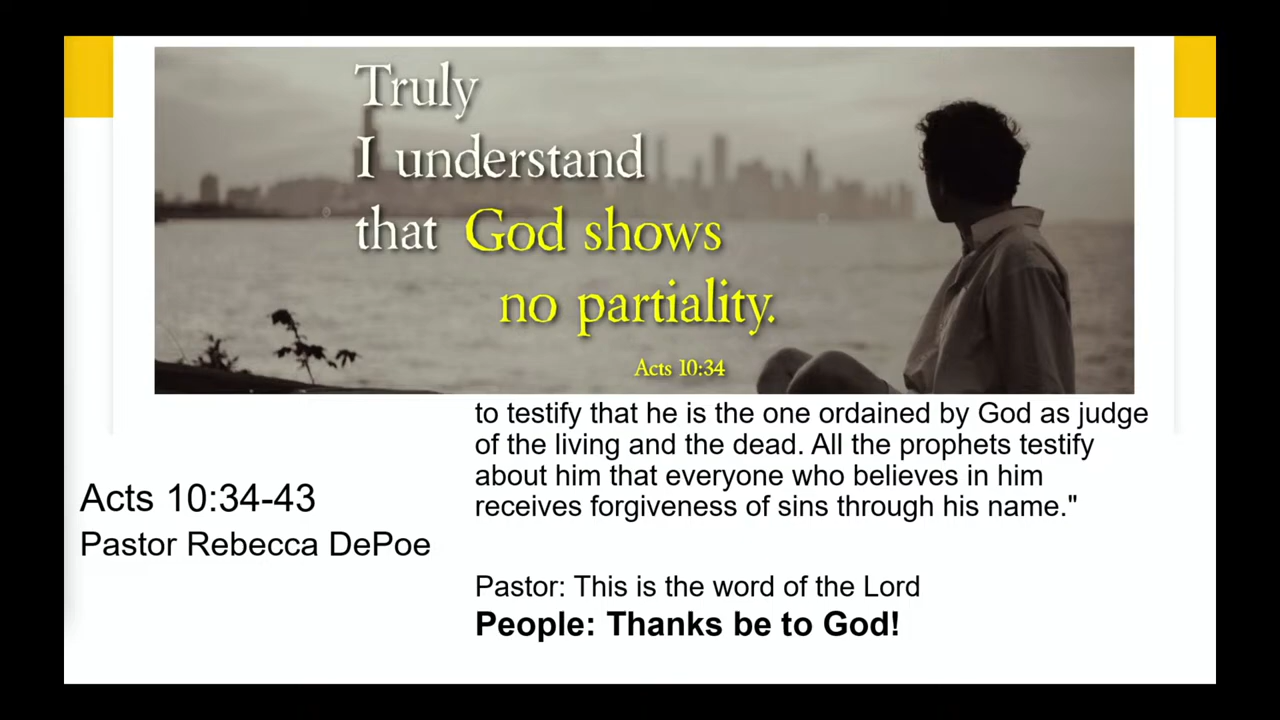 Truly
I understand
that God shows
no partiality.
Acts 10:34
to testify that he is the one ordained by God as judge
of the living and the dead. All the prophets testify
about him that everyone who believes in him
receives forgiveness of sins through his name."
Acts 10:34-43
Pastor Rebecca DePoe
Pastor: This is the word of the Lord
People: Thanks be to God!